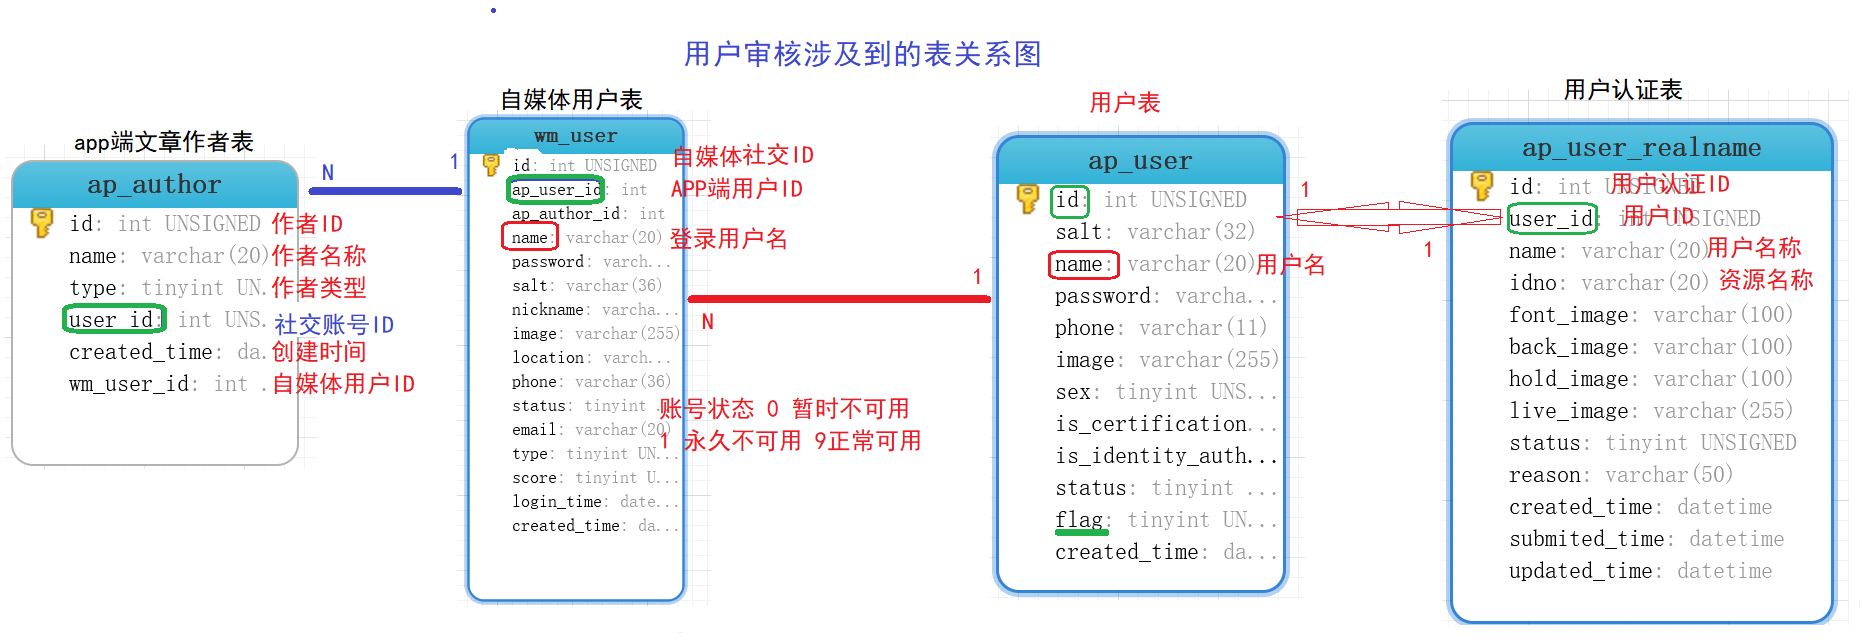 用户审核涉及到的表关系图
app端文章作者表
ap_author
id: int UNSIGNED 作者ID
name: varchar(20) 作者名称
type: tinyint UN. 作者类型
user_id: int UNS. 社交账号ID
created_time: da. 创建时间
wm_user_id: int . 自媒体用户ID
N
1
自媒体用户表
wm_user
id: int UNSIGNED 自媒体社交ID
ap_user_id: int APP端用户ID
ap_author_id: int
name: varchar(20) 登录用户名
password: varch...
salt: varchar(36)
nickname: varcha...
image: varchar(255)
location: varch...
phone: varchar(36)
status: tinyint . 账号状态 0 暂时不可用
email: varchar(20) 1 永久不可用 9正常可用
type: tinyint UN...
score: tinyint U...
login_time: date...
created_time: da...
N
1
用户表
ap_user
id: int UNSIGNED
salt: varchar(32)
name: varchar(20) 用户名
password: varcha...
phone: varchar(11)
image: varchar(255)
sex: tinyint UNS...
is_certification...
is_identity_auth...
status: tinyint ...
flag: tinyint UN...
created_time: da...
1
1
用户认证表
ap_user_realname
id: int UNSIGNED 用户认证ID
user_id: int UNSIGNED 用户ID
name: varchar(20) 用户名称
idno: varchar(20) 资源名称
font_image: varchar(100)
back_image: varchar(100)
hold_image: varchar(100)
live_image: varchar(255)
status: tinyint UNSIGNED
reason: varchar(50)
created_time: datetime
submited_time: datetime
updated_time: datetime